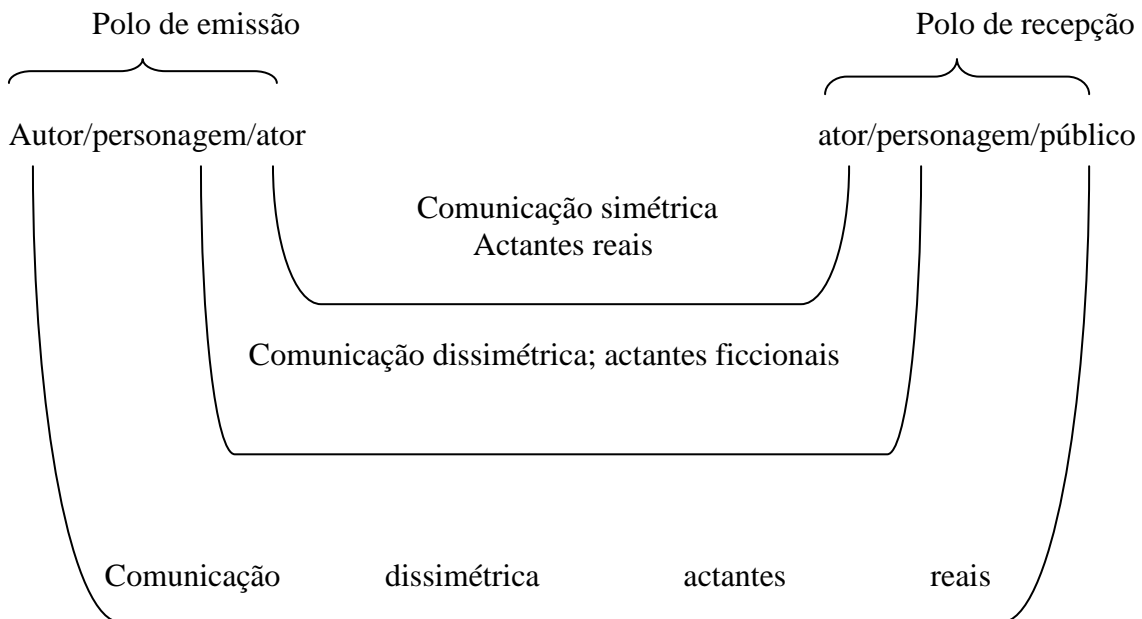 Polo de emissão Polo de recepção
Autor/personagem/ator ator/personagem/público
Comunicação simétrica
Actantes reais
Comunicação dissimétrica; actantes ficcionais
Comunicação dissimétrica actantes reais